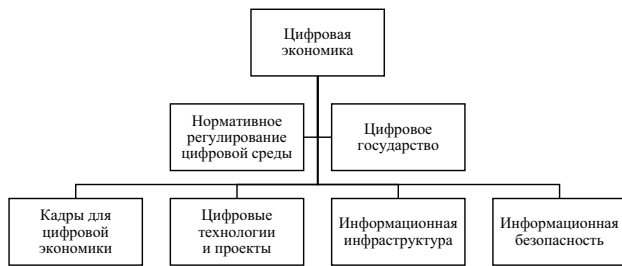 Цифровая
экономика
Нормативное
регулирование
цифровой среды
Цифровое
государство
Кадры для
цифровой
экономики
Цифровые
технологии
и проекты
Информационная
инфраструктура
Информационная
безопасность